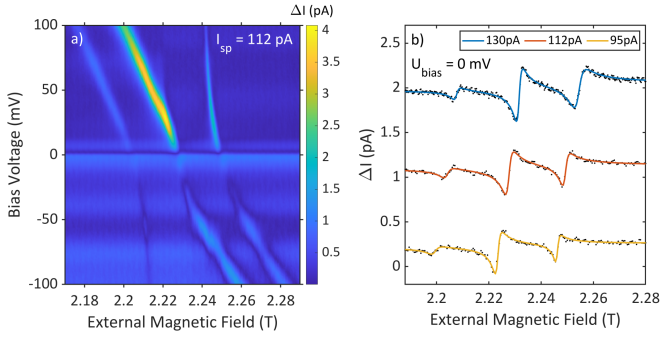 ΔI (pA)
a)
I_sp = 112 pA
100
50
0
-50
-100
Bias Voltage (mV)
2.18
2.2
2.22
2.24
2.26
2.28
External Magnetic Field (T)
4
3.5
3
2.5
2
1.5
1
0.5
b)
130pA
112pA
95pA
U_bias = 0 mV
2.5
2
1.5
1
0.5
0
ΔI (pA)
2.2
2.22
2.24
2.26
2.28
External Magnetic Field (T)